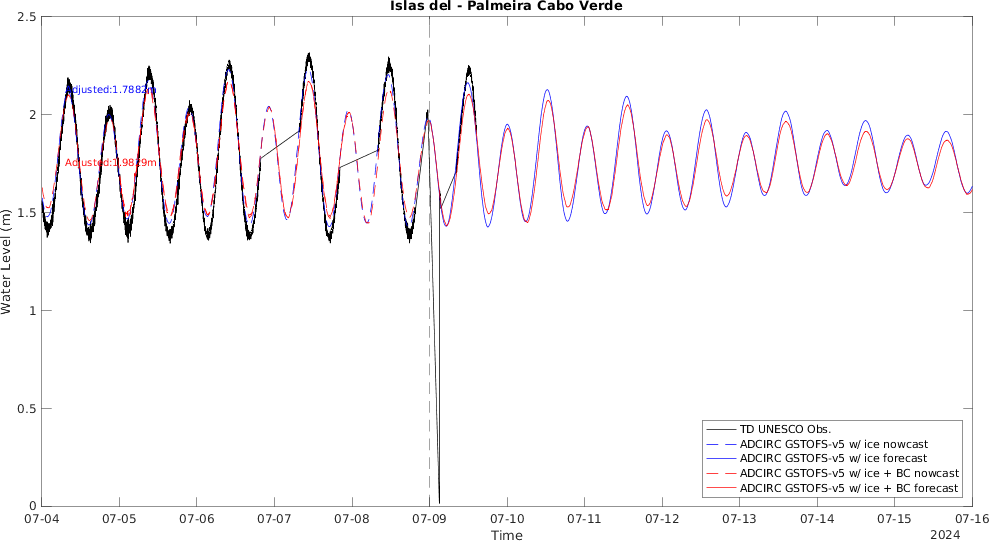 Islas del - Palmeira Cabo Verde
2.5
2
1.5
1
0.5
0
Water Level (m)
Adjusted:1.7882m
Adjusted:1.9829m
07-04 07-05 07-06 07-07 07-08 07-09 07-10 07-11 07-12 07-13 07-14 07-15 07-16
Time
2024
TD UNESCO Obs.
ADCIRC GSTOFS-v5 w/ ice nowcast
ADCIRC GSTOFS-v5 w/ ice forecast
ADCIRC GSTOFS-v5 w/ ice + BC nowcast
ADCIRC GSTOFS-v5 w/ ice + BC forecast